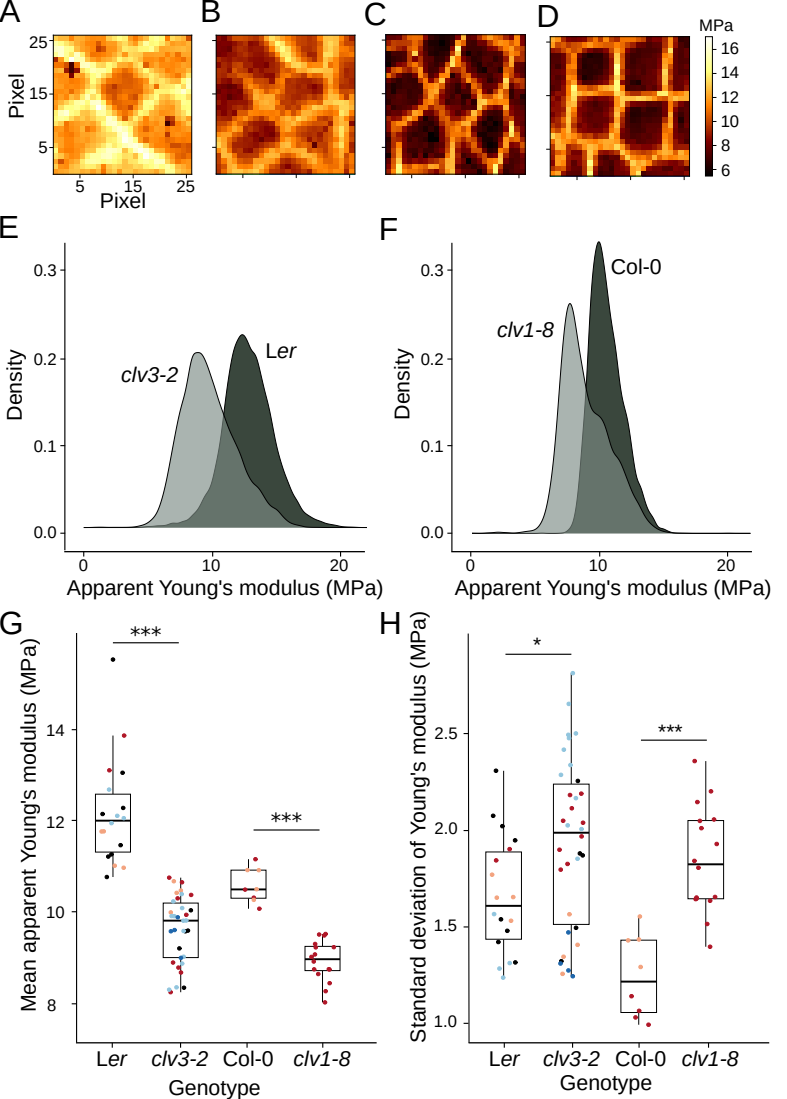 A
B
C
D
MPa
Pixel
25
15
5
5
15
25
Pixel
16
14
12
10
8
6
E
Density
0.3
0.2
0.1
0.0
clv3-2
Ler
0
10
20
Apparent Young's modulus (MPa)
F
Density
0.3
0.2
0.1
0.0
clv1-8
Col-0
0
10
20
Apparent Young's modulus (MPa)
G
Mean apparent Young's modulus (MPa)
14
12
10
8
***
***
Ler
clv3-2
Col-0
clv1-8
Genotype
H
Standard deviation of Young's modulus (MPa)
2.5
2.0
1.5
1.0
*
***
Ler
clv3-2
Col-0
clv1-8
Genotype